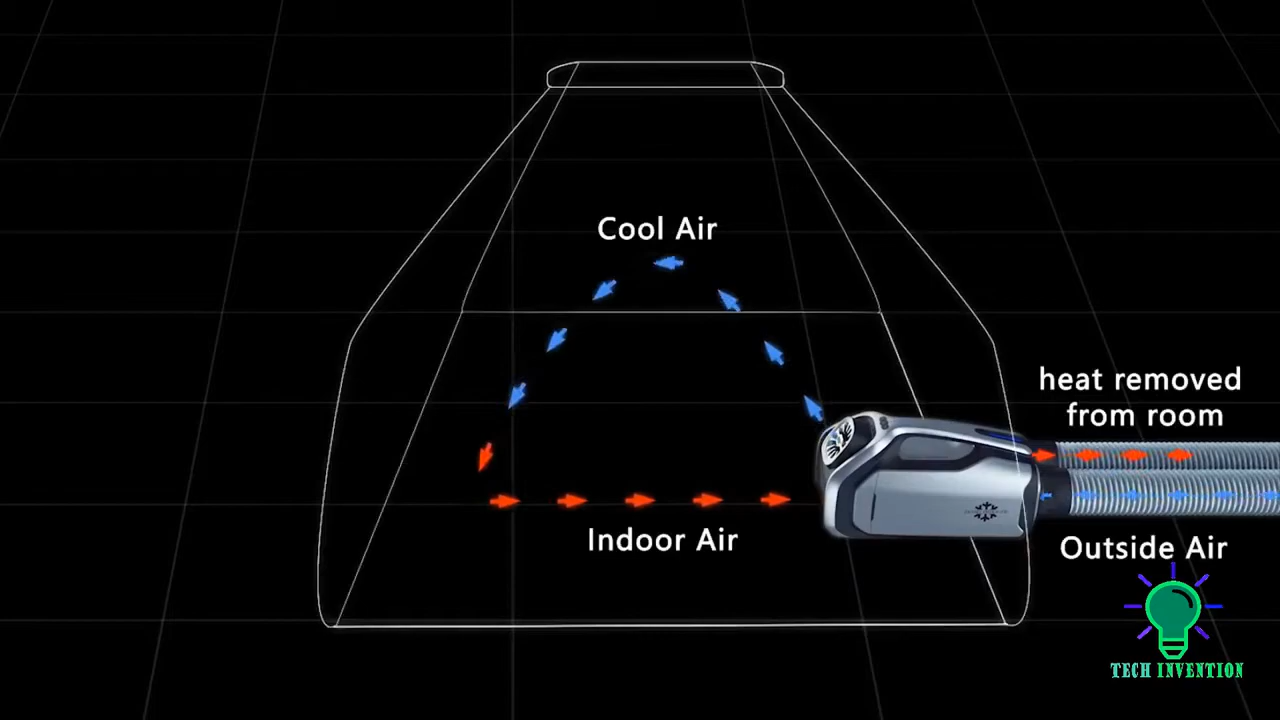 Cool Air
heat removed
from room
Indoor Air
Outside Air
TECH INVENTION